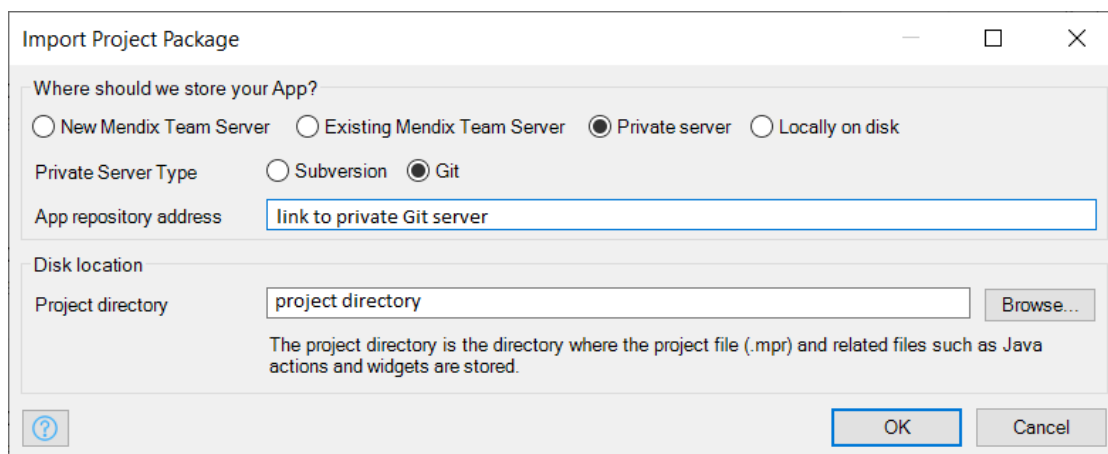 Import Project Package
Where should we store your App?
New Mendix Team Server Existing Mendix Team Server Private server Locally on disk
Private Server Type Subversion Git
App repository address link to private Git server
Disk location
Project directory project directory Browse...
The project directory is the directory where the project file (.mpr) and related files such as Java
actions and widgets are stored.
? OK Cancel